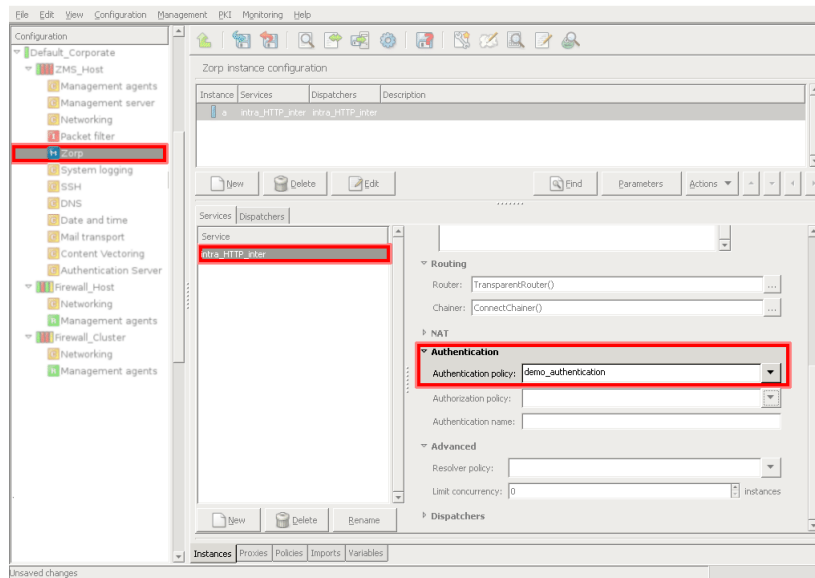 File Edit View Configuration Management PKI Monitoring Help
Configuration
Default_Corporate
ZMS_Host
Management agents
Management server
Networking
Packet filter
Zorp
System logging
SSH
DNS
Date and time
Mail transport
Content Vectoring
Authentication Server
Firewall_Host
Networking
Management agents
Firewall_Cluster
Networking
Management agents
Zorp instance configuration
Instance Services Dispatchers Description
a intra_HTTP_inter intra_HTTP_inter
New Delete Edit Find Parameters Actions
Services Dispatchers
Service
intra_HTTP_inter
New Delete Rename
Routing
Router: TransparentRouter()
Chainer: ConnectChainer()
NAT
Authentication
Authentication policy: demo_authentication
Authorization policy:
Authentication name:
Advanced
Resolver policy:
Limit concurrency: 0 instances
Dispatchers
Instances Proxies Policies Imports Variables
Unsaved changes